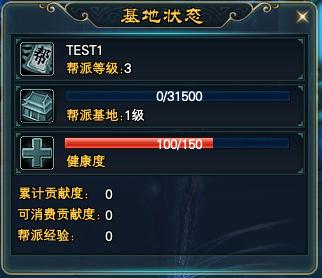 基地状态
帮
TEST1
帮派等级:3
0/31500
帮派基地:1级
100/150
健康度
累计贡献度: 0
可消费贡献度: 0
帮派经验: 0